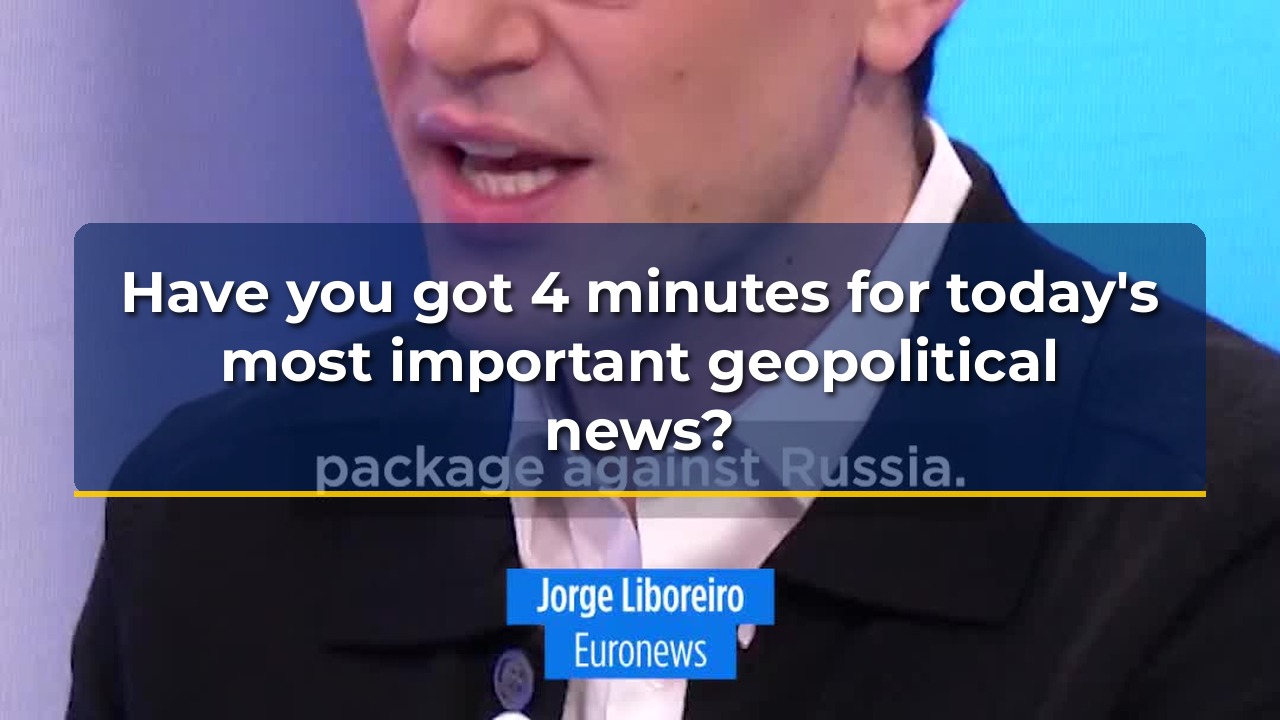 Have you got 4 minutes for today's
most important geopolitical
news?
package against Russia.
Jorge Liboreiro
Euronews